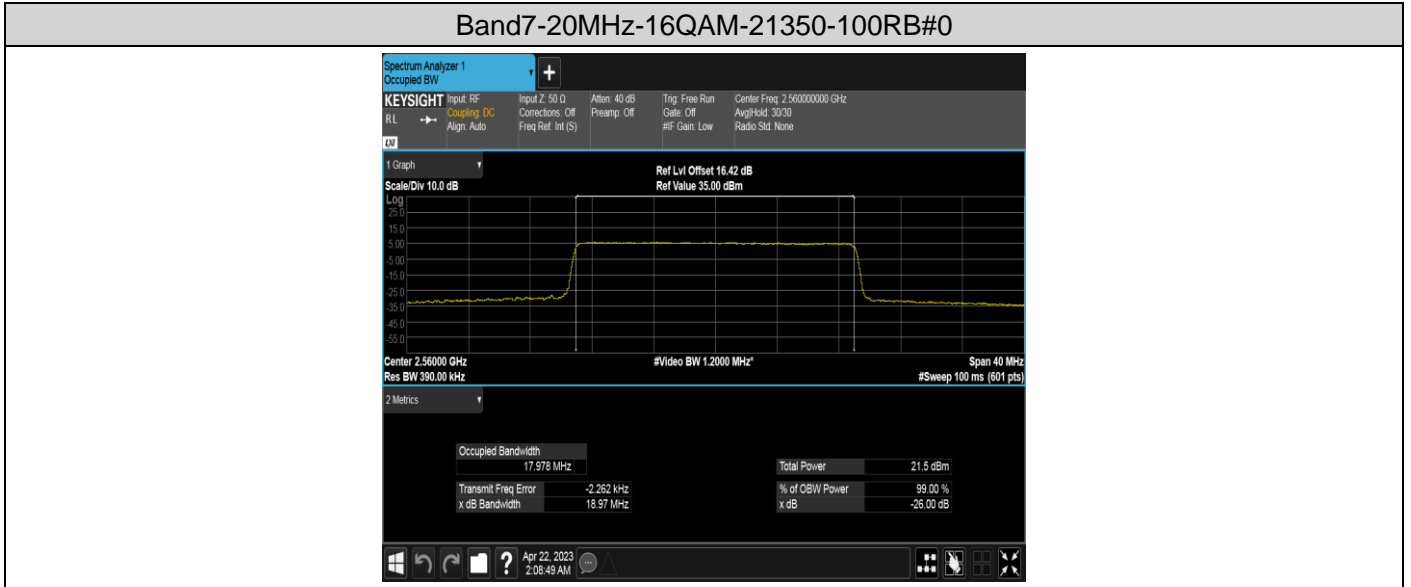 Band7-20MHz-16QAM-21350-100RB#0
Spectrum Analyzer 1
Occupied BW
+
KEYSIGHT
RL
LXI
Input: RF
Coupling: DC
Align: Auto
Input Z: 50 Ω
Corrections: Off
Freq Ref: Int (S)
Atten: 40 dB
Preamp: Off
Trig: Free Run
Gate: Off
#IF Gain: Low
Center Freq: 2.560000000 GHz
Avg|Hold: 30/30
Radio Std: None
1 Graph
Scale/Div 10.0 dB
Ref Lvl Offset 16.42 dB
Ref Value 35.00 dBm
Log
25.0
15.0
5.00
-5.00
-15.0
-25.0
-35.0
-45.0
-55.0
Center 2.56000 GHz
#Video BW 1.2000 MHz*
Span 40 MHz
Res BW 390.00 kHz
#Sweep 100 ms (601 pts)
2 Metrics
Occupied Bandwidth
17.978 MHz
Total Power 21.5 dBm
Transmit Freq Error -2.262 kHz
% of OBW Power 99.00 %
x dB Bandwidth 18.97 MHz
x dB -26.00 dB
?
Apr 22, 2023
2:08:49 AM